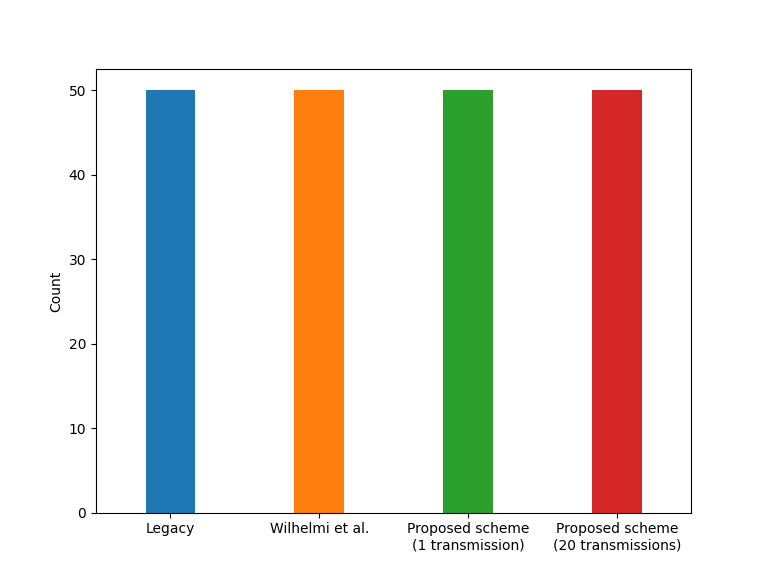 50
40
30
20
10
0
Count
Legacy
Wilhelmi et al.
Proposed scheme
(1 transmission)
Proposed scheme
(20 transmissions)